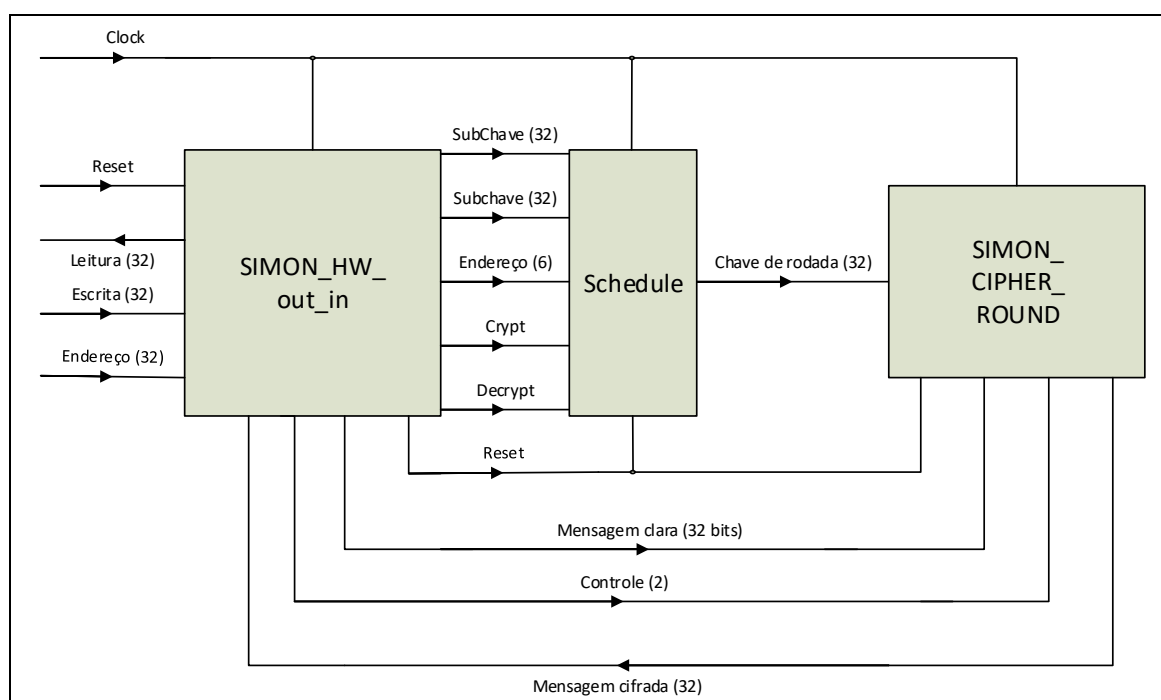 Clock
SubChave (32)
Reset
Subchave (32)
Leitura (32)
SIMON_HW_
out_in
Endereço (6)
Schedule
Chave de rodada (32)
SIMON_
CIPHER_
ROUND
Escrita (32)
Crypt
Endereço (32)
Decrypt
Reset
Mensagem clara (32 bits)
Controle (2)
Mensagem cifrada (32)